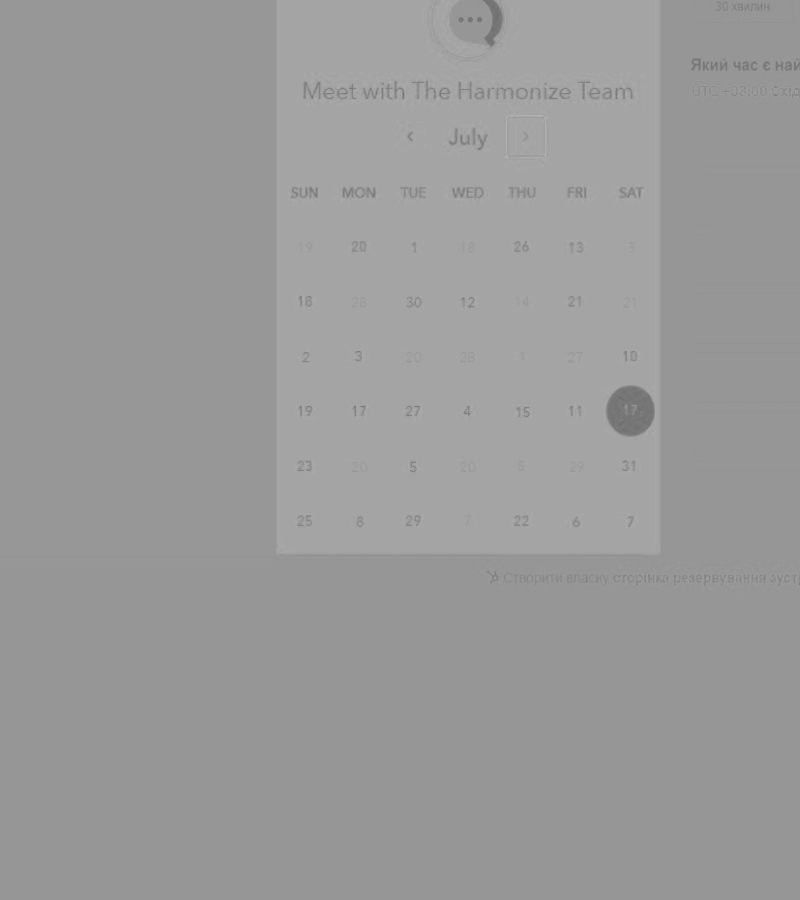 30 хвилин
Який час є най
UTC +03:00 Схід
Meet with The Harmonize Team
July
SUN MON TUE WED THU FRI SAT
19 20 1 18 26 13 3
18 28 30 12 14 21 21
2 3 20 28 1 27 10
19 17 27 4 15 11 17
23 20 5 20 5 29 31
25 8 29 7 22 6 7
Створити власну сторінка резервування зуст